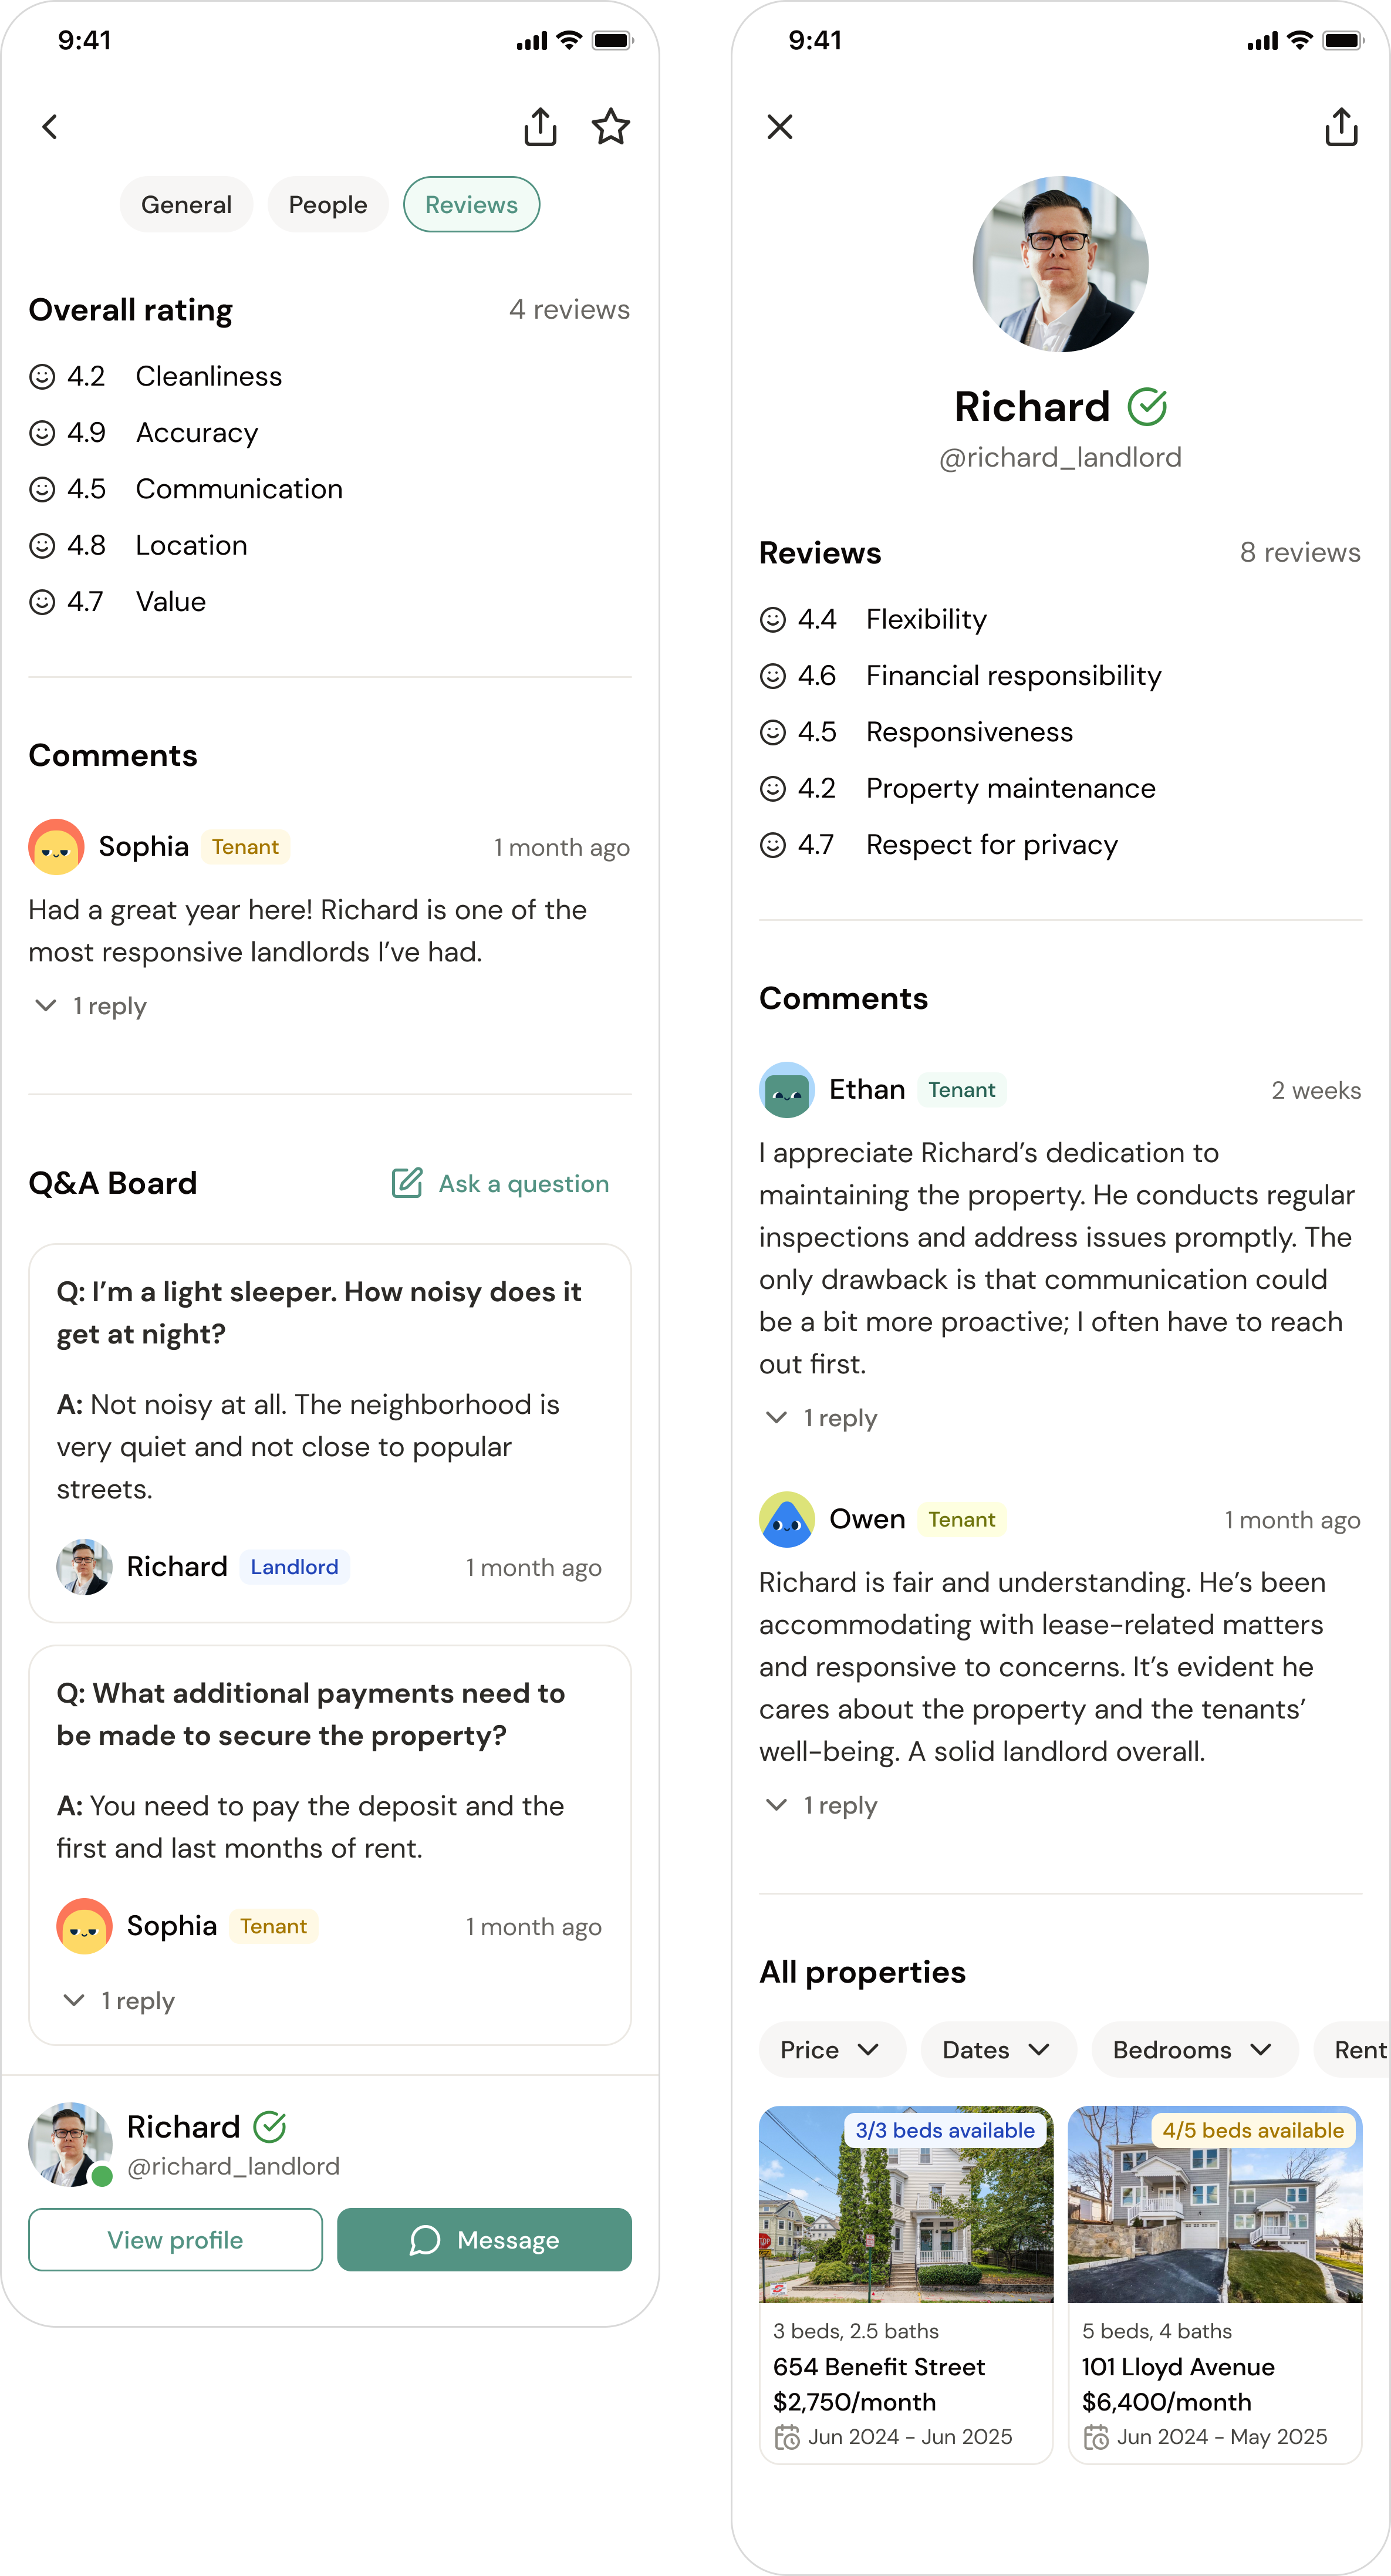 9:41
General
People
Reviews
Overall rating
4 reviews
4.2 Cleanliness
4.9 Accuracy
4.5 Communication
4.8 Location
4.7 Value
Comments
Sophia Tenant 1 month ago
Had a great year here! Richard is one of the
most responsive landlords I’ve had.
1 reply
Q&A Board
Ask a question
Q: I’m a light sleeper. How noisy does it
get at night?
A: Not noisy at all. The neighborhood is
very quiet and not close to popular
streets.
Richard Landlord 1 month ago
Q: What additional payments need to
be made to secure the property?
A: You need to pay the deposit and the
first and last months of rent.
Sophia Tenant 1 month ago
1 reply
Richard
@richard_landlord
View profile
Message
9:41
Richard
@richard_landlord
Reviews
8 reviews
4.4 Flexibility
4.6 Financial responsibility
4.5 Responsiveness
4.2 Property maintenance
4.7 Respect for privacy
Comments
Ethan Tenant 2 weeks
I appreciate Richard’s dedication to
maintaining the property. He conducts regular
inspections and address issues promptly. The
only drawback is that communication could
be a bit more proactive; I often have to reach
out first.
1 reply
Owen Tenant 1 month ago
Richard is fair and understanding. He’s been
accommodating with lease-related matters
and responsive to concerns. It’s evident he
cares about the property and the tenants’
well-being. A solid landlord overall.
1 reply
All properties
Price
Dates
Bedrooms
Rent
3/3 beds available
STOP
3 beds, 2.5 baths
654 Benefit Street
$2,750/month
Jun 2024 - Jun 2025
4/5 beds available
5 beds, 4 baths
101 Lloyd Avenue
$6,400/month
Jun 2024 - May 2025